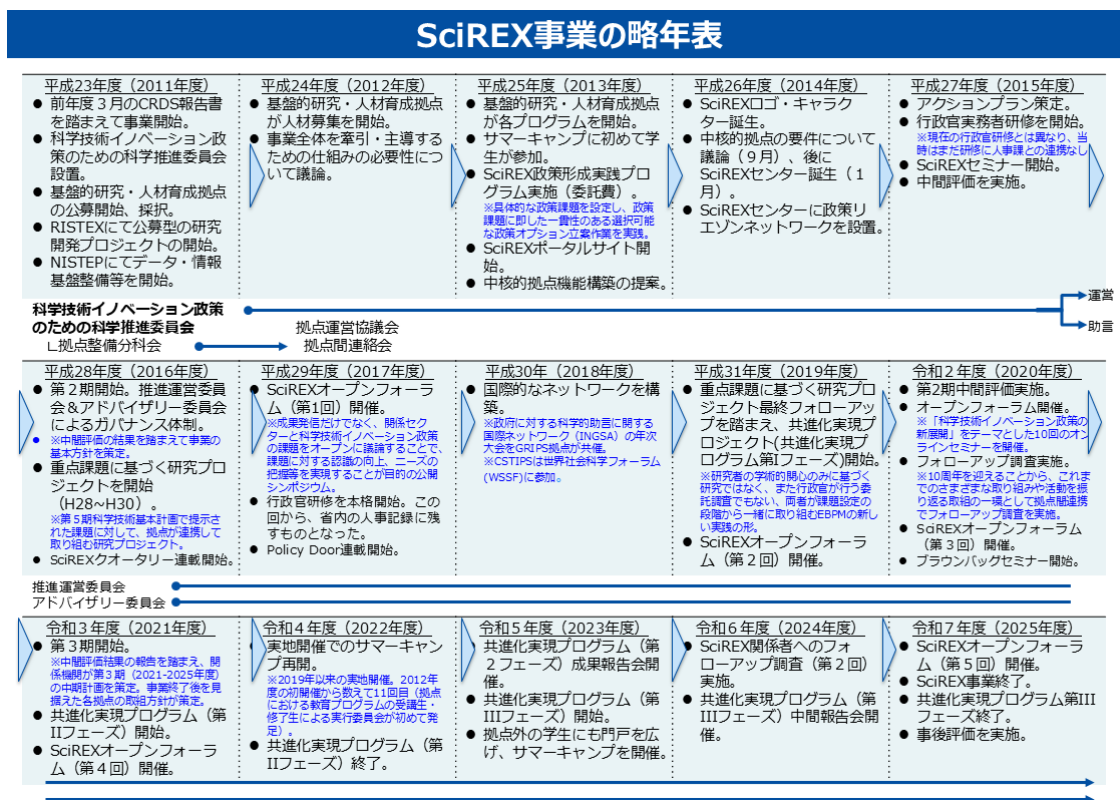 SciREX事業の略年表
平成23年度（2011年度）
● 前年度３月のCRDS報告書
を踏まえて事業開始。
● 科学技術イノベーション政
策のための科学推進委員会
設置。
● 基盤的研究・人材育成拠点
の公募開始、採択。
● RISTEXにて公募型の研究
開発プロジェクトの開始。
● NISTEPにてデータ・情報
基盤整備等を開始。
平成24年度（2012年度）
● 基盤的研究・人材育成拠点
が人材募集を開始。
● 事業全体を牽引・主導する
ための仕組みの必要性につ
いて議論。
平成25年度（2013年度）
● 基盤的研究・人材育成拠点
が各プログラムを開始。
● サマーキャンプに初めて学
生が参加。
● SciREX政策形成実践プロ
グラム実施（委託費）。
※具体的な政策課題を設定し、政策
課題に即した一貫性のある選択可能
な政策オプション立案作業を実践。
● SciREXポータルサイト開
始。
● 中核的拠点機能構築の提案。
平成26年度（2014年度）
● SciREXロゴ・キャラク
ター誕生。
● 中核的拠点の要件について
議論（９月）、後に
SciREXセンター誕生（１
月）。
● SciREXセンターに政策リ
エゾンネットワークを設置。
平成27年度（2015年度）
● アクションプラン策定。
● 行政官実務者研修を開始。
※現在の行政官研修とは異なり、当
時はまだ研修に人事課との連携なし
● SciREXセミナー開始。
● 中間評価を実施。
科学技術イノベーション政策
のための科学推進委員会
∟拠点整備分科会
拠点運営協議会
拠点間連絡会
運営
助言
平成28年度（2016年度）
● 第２期開始。推進運営委員
会＆アドバイザリー委員会
によるガバナンス体制。
● ※中間評価の結果を踏まえて事業の
基本方針を策定。
● 重点課題に基づく研究プロ
ジェクトを開始
（H28～H30）。
※第５期科学技術基本計画で提示さ
れた課題に対して、拠点が連携して
取り組む研究プロジェクト。
● SciREXクオータリー連載開始。
平成29年度（2017年度）
● SciREXオープンフォーラ
ム（第1回）開催。
※成果発信だけでなく、関係セク
ターと科学技術イノベーション政策
の課題をオープンに議論することで、
課題に対する認識の向上、ニーズの
把握等を実現することが目的の公開
シンポジウム。
● 行政官研修を本格開始。この
回から、省内の人事記録に残
すものとなった。
● Policy Door連載開始。
平成30年（2018年度）
● 国際的なネットワークを構
築。
※政府に対する科学的助言に関する
国際ネットワーク（INGSA）の年次
大会をGRIPS拠点が共催。
※CSTIPSは世界社会科学フォーラム
(WSSF)に参加。
平成31年度（2019年度）
● 重点課題に基づく研究プロ
ジェクト最終フォローアッ
プを踏まえ、共進化実現プ
ロジェクト(共進化実現プ
ログラム第Iフェーズ)開始。
※研究者の学術的関心のみに基づく
研究ではなく、また行政官が行う委
託調査でもない、両者が課題設定の
段階から一緒に取り組むEBPMの新し
い実践の形。
● SciREXオープンフォーラ
ム（第２回）開催。
令和２年度（2020年度）
● 第2期中間評価実施。
● オープンフォーラム開催。
※「科学技術イノベーション政策の
新展開」をテーマとした10回のオン
ラインセミナーを開催。
● フォローアップ調査実施。
※10周年を迎えることから、これま
でのさまざまな取り組みや活動を振
り返る取組の一環として拠点間連携
でフォローアップ調査を実施。
● SciREXオープンフォーラム
（第３回）開催。
● ブラウンバッグセミナー開始。
推進運営委員会
アドバイザリー委員会
令和３年度（2021年度）
● 第３期開始。
※中間評価結果の報告を踏まえ、関
係機関が第３期（2021-2025年度）
の中期計画を策定。事業終了後を見
据えた各拠点の取組方針が策定。
● 共進化実現プログラム（第
IIフェーズ）開始。
● SciREXオープンフォーラ
ム（第４回）開催。
令和４年度（2022年度）
● 実地開催でのサマーキャン
プ再開。
※2019年以来の実地開催。2012年
度の初開催から数えて11回目（拠点
における教育プログラムの受講生・
修了生による実行委員会が初めて発
足）。
● 共進化実現プログラム（第
IIフェーズ）終了。
令和５年度（2023年度）
● 共進化実現プログラム（第
２フェーズ）成果報告会開
催。
● 共進化実現プログラム（第
IIIフェーズ）開始。
● 拠点外の学生にも門戸を広
げ、サマーキャンプを開催。
令和６年度（2024年度）
● SciREX関係者へのフォ
ローアップ調査（第２回）
実施。
● 共進化実現プログラム（第
IIIフェーズ）中間報告会開
催。
令和７年度（2025年度）
● SciREXオープンフォーラ
ム（第５回）開催。
● SciREX事業終了。
● 共進化実現プログラム第III
フェーズ終了。
● 事後評価を実施。